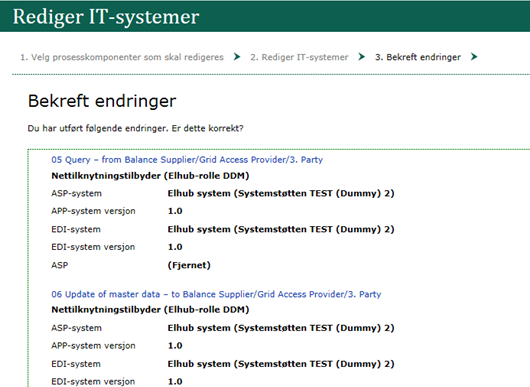 Rediger IT-systemer
1. Velg prosesskomponenter som skal redigeres 2. Rediger IT-systemer 3. Bekreft endringer
Bekreft endringer
Du har utført følgende endringer. Er dette korrekt?
05 Query – from Balance Supplier/Grid Access Provider/3. Party
Nettilknytningstilbyder (Elhub-rolle DDM)
ASP-system Elhub system (Systemstøtten TEST (Dummy) 2)
APP-system versjon 1.0
EDI-system Elhub system (Systemstøtten TEST (Dummy) 2)
EDI-system versjon 1.0
ASP (Fjernet)
06 Update of master data – to Balance Supplier/Grid Access Provider/3. Party
Nettilknytningstilbyder (Elhub-rolle DDM)
ASP-system Elhub system (Systemstøtten TEST (Dummy) 2)
APP-system versjon 1.0
EDI-system Elhub system (Systemstøtten TEST (Dummy) 2)
EDI-system versjon 1.0